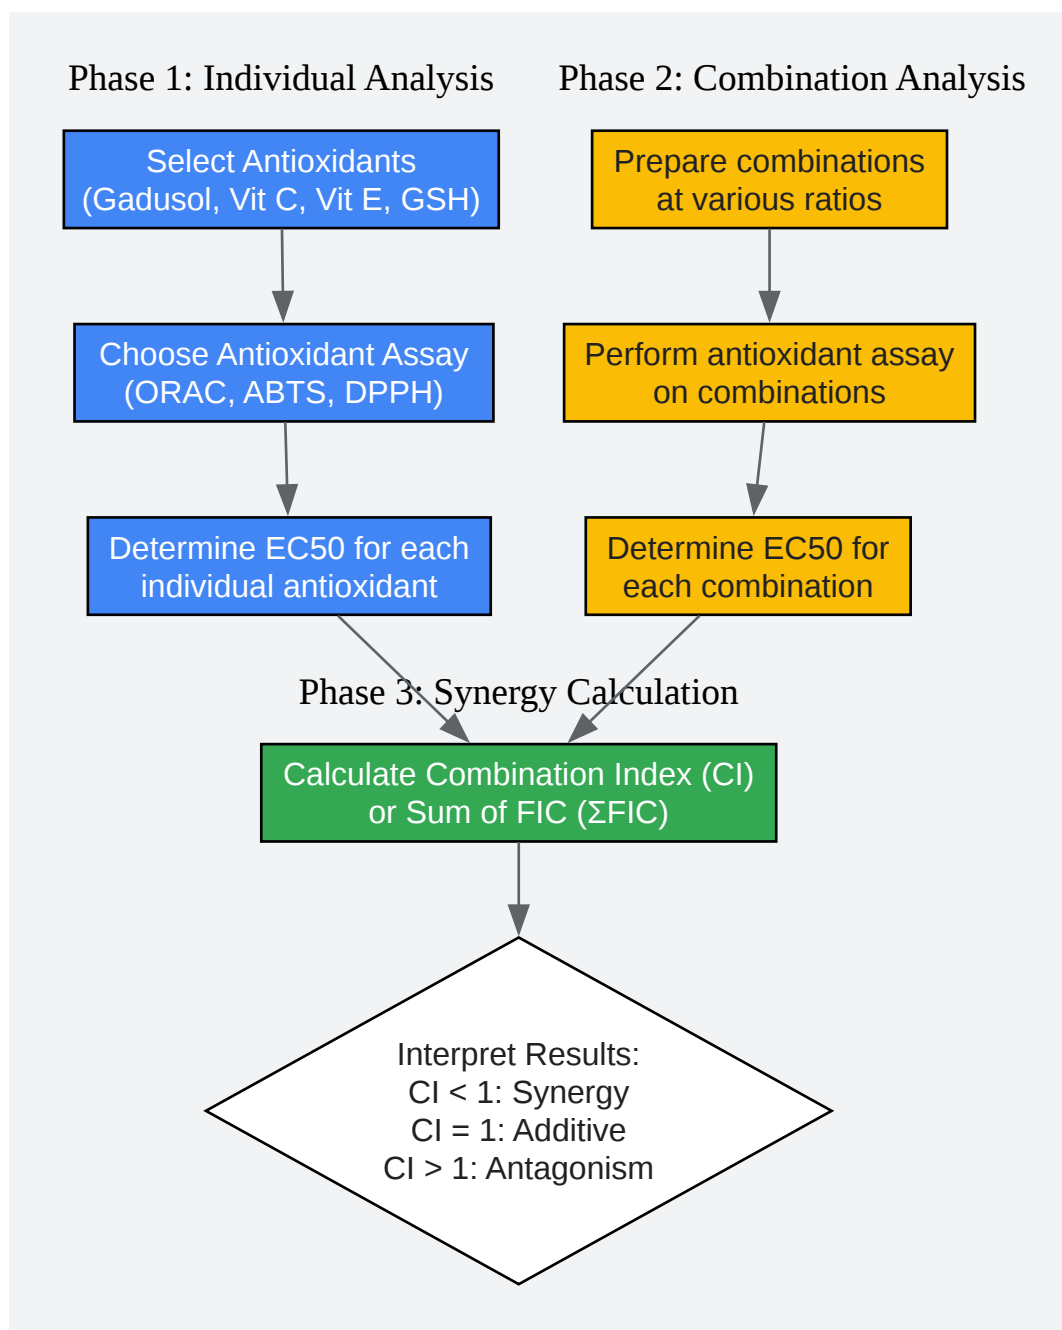 Phase 1: Individual Analysis
Select Antioxidants
(Gadusol, Vit C, Vit E, GSH)
Choose Antioxidant Assay
(ORAC, ABTS, DPPH)
Determine EC50 for each
individual antioxidant
Phase 2: Combination Analysis
Prepare combinations
at various ratios
Perform antioxidant assay
on combinations
Determine EC50 for
each combination
Phase 3: Synergy Calculation
Calculate Combination Index (CI)
or Sum of FIC (ΣFIC)
Interpret Results:
CI < 1: Synergy
CI = 1: Additive
CI > 1: Antagonism